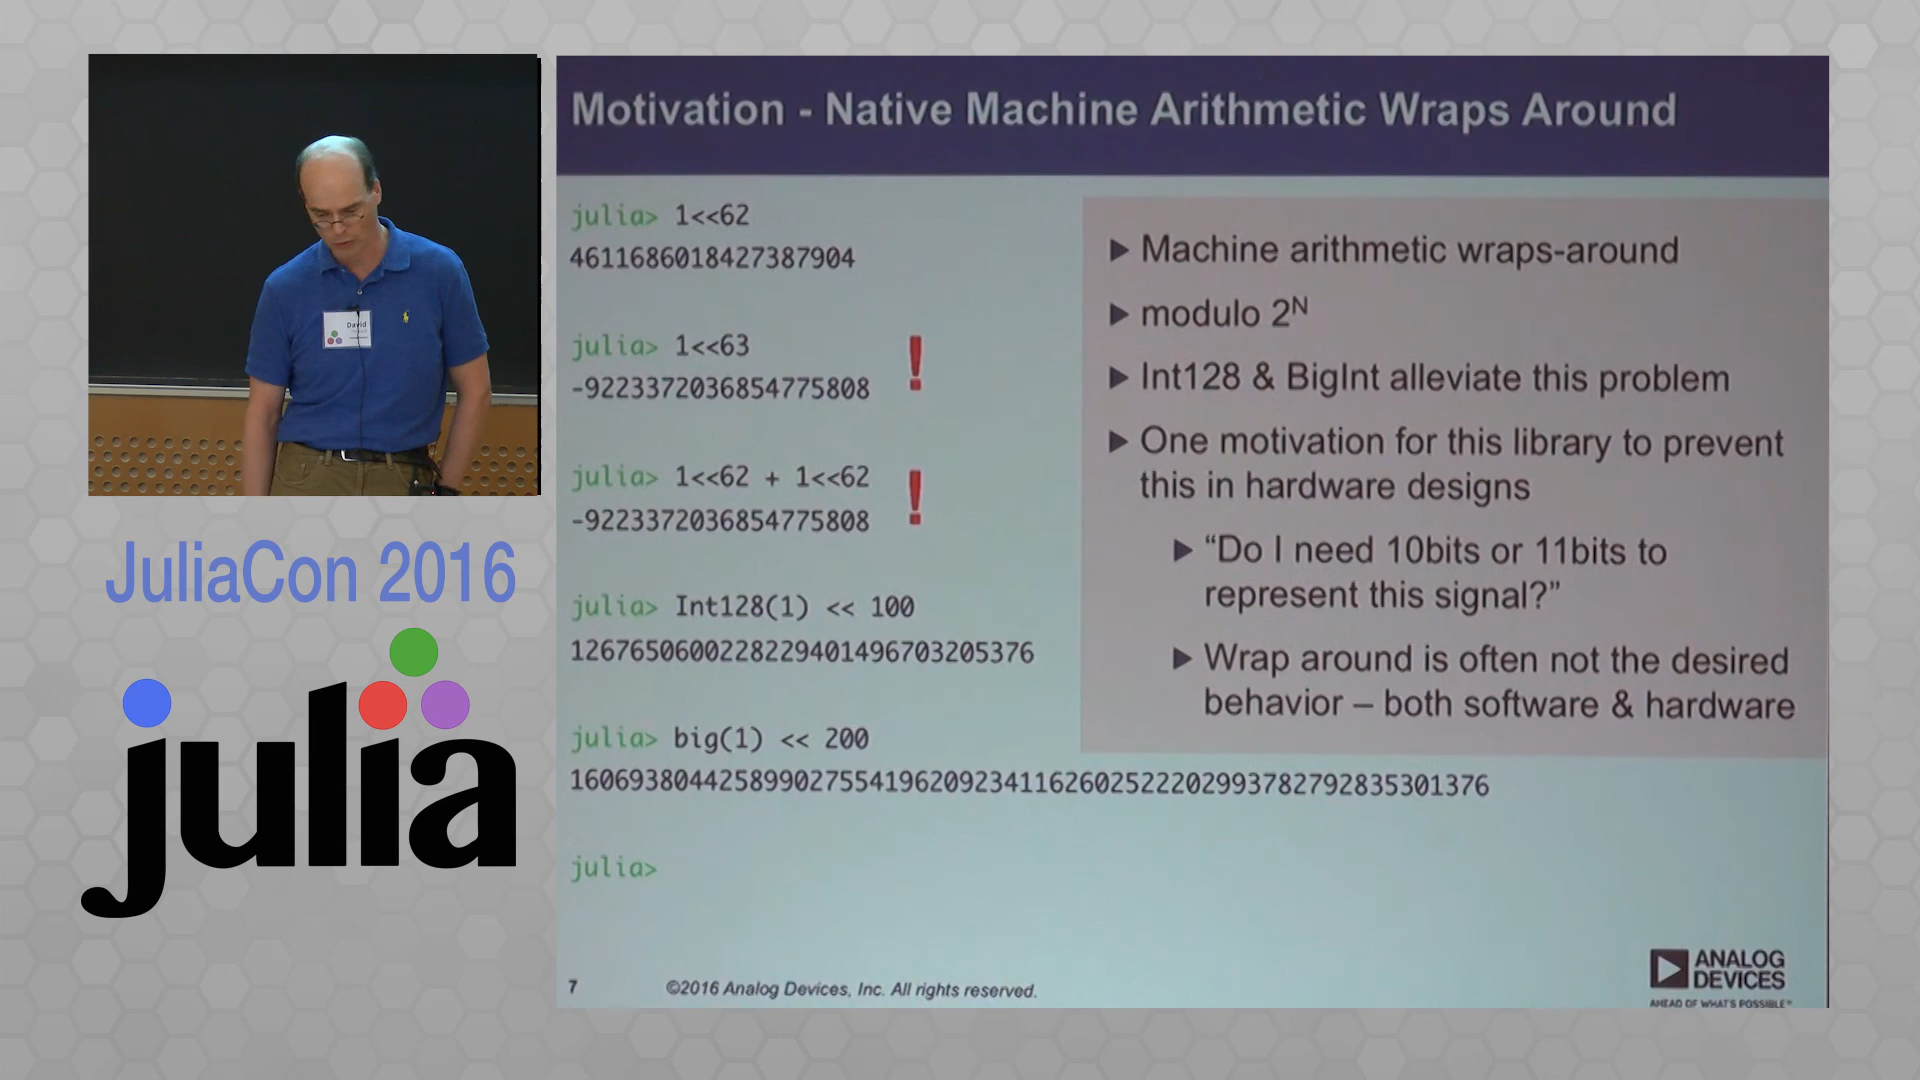 Motivation - Native Machine Arithmetic Wraps Around
julia> 1<<62
4611686018427387904
julia> 1<<63
-9223372036854775808
!
julia> 1<<62 + 1<<62
-9223372036854775808
!
julia> Int128(1) << 100
1267650600228229401496703205376
julia> big(1) << 200
1606938044258990275541962092341162602522202993782792835301376
julia>
▶ Machine arithmetic wraps-around
▶ modulo 2ᴺ
▶ Int128 & BigInt alleviate this problem
▶ One motivation for this library to prevent
this in hardware designs
▶ “Do I need 10bits or 11bits to
represent this signal?”
▶ Wrap around is often not the desired
behavior – both software & hardware
7
©2016 Analog Devices, Inc. All rights reserved.
ANALOG
DEVICES
AHEAD OF WHAT'S POSSIBLE™
David
JuliaCon 2016
julia